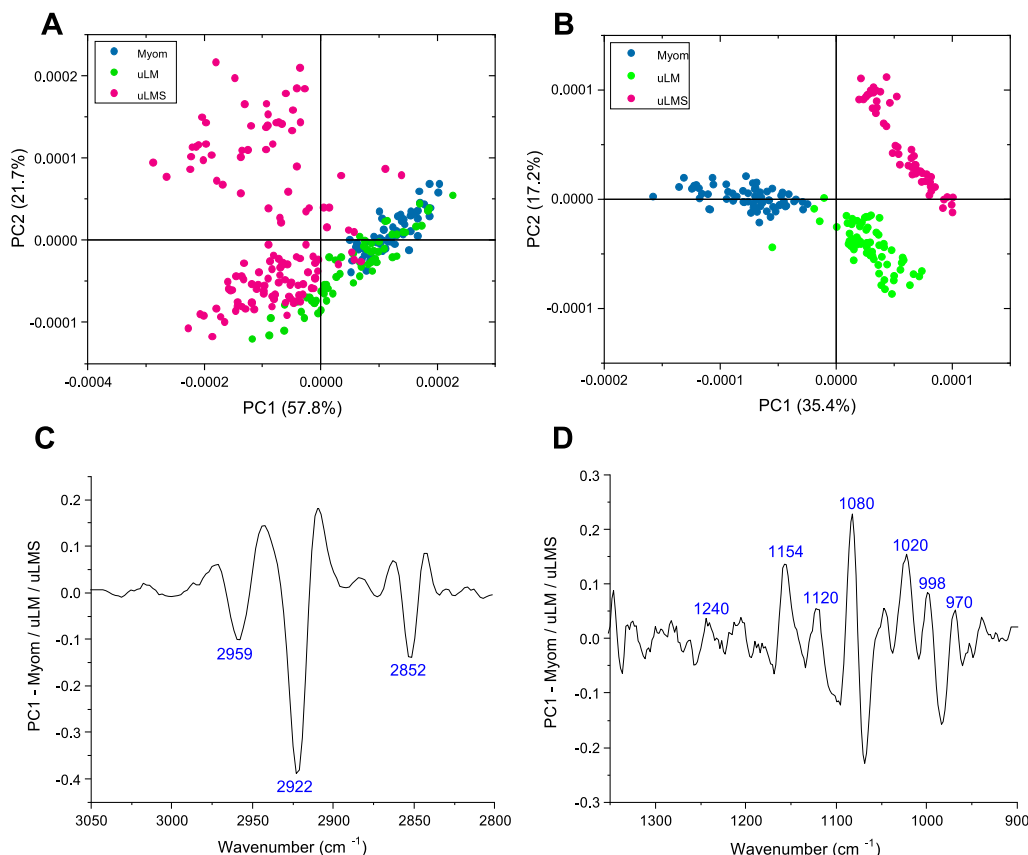 A
Myom
uLM
uLMS
0.0002
0.0001
0.0000
-0.0001
PC2 (21.7%)
-0.0004
-0.0002
0.0000
0.0002
PC1 (57.8%)
B
Myom
uLM
uLMS
0.0001
0.0000
-0.0001
PC2 (17.2%)
-0.0002
-0.0001
0.0000
0.0001
PC1 (35.4%)
C
0.2
0.1
0.0
-0.1
-0.2
-0.3
-0.4
PC1 - Myom / uLM / uLMS
2959
2922
2852
3050
3000
2950
2900
2850
2800
Wavenumber (cm -1)
D
0.3
0.2
0.1
0.0
-0.1
-0.2
-0.3
PC1 - Myom / uLM / uLMS
1240
1154
1120
1080
1020
998
970
1300
1200
1100
1000
900
Wavenumber (cm -1)